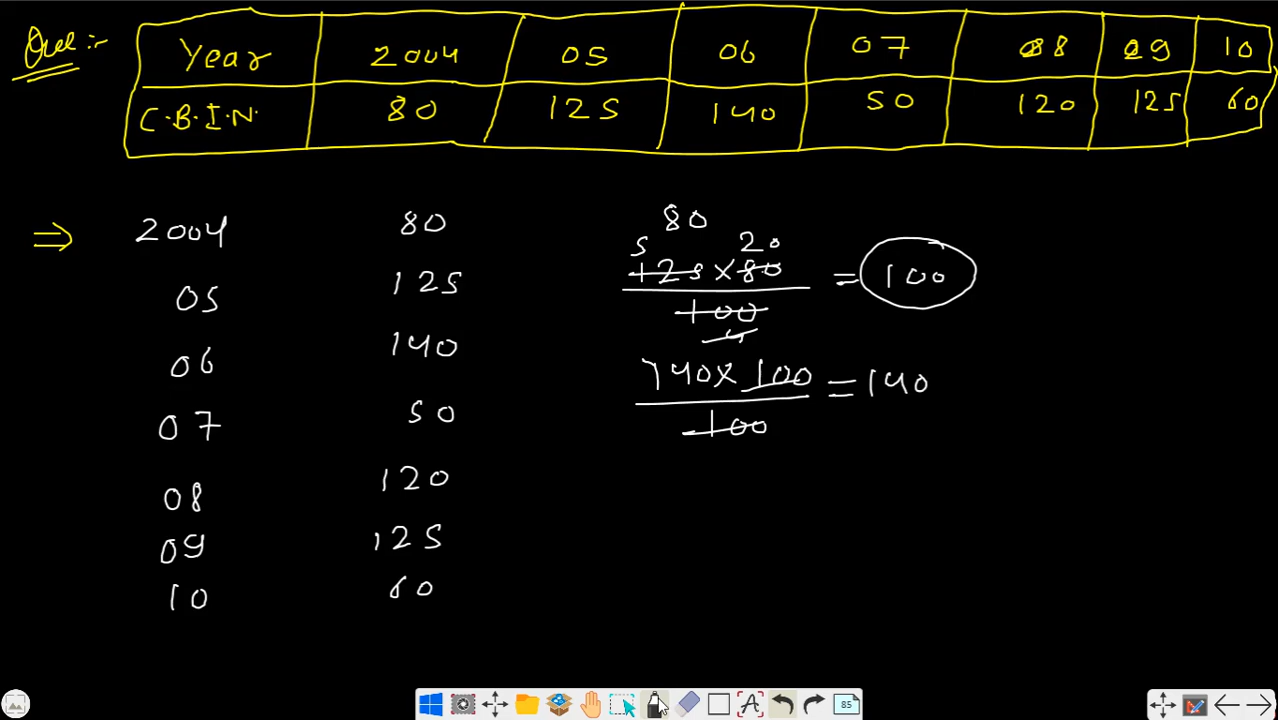 Que :-
Year 2004 05 06 07 08 09 10
C.B.I.N. 80 125 140 50 120 125 60
⇒ 2004 80 80
5 20
05 125 125 × 80 = 100
100
4
06 140 140 × 100 = 140
100
07 50
08 120
09 125
10 60
85